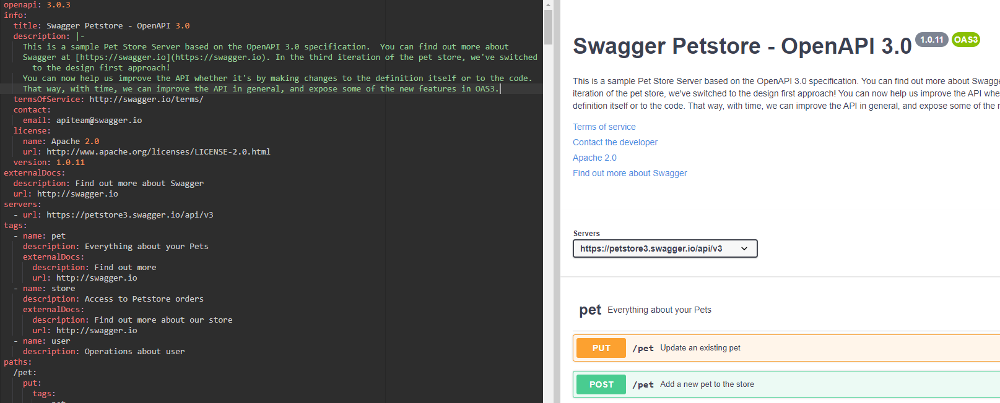 openapi: 3.0.3
info:
title: Swagger Petstore - OpenAPI 3.0
description: |-
This is a sample Pet Store Server based on the OpenAPI 3.0 specification.  You can find out more about
Swagger at [https://swagger.io](https://swagger.io). In the third iteration of the pet store, we've switched
to the design first approach!
You can now help us improve the API whether it's by making changes to the definition itself or to the code.
That way, with time, we can improve the API in general, and expose some of the new features in OAS3.
termsOfService: http://swagger.io/terms/
contact:
email: apiteam@swagger.io
license:
name: Apache 2.0
url: http://www.apache.org/licenses/LICENSE-2.0.html
version: 1.0.11
externalDocs:
description: Find out more about Swagger
url: http://swagger.io
servers:
- url: https://petstore3.swagger.io/api/v3
tags:
- name: pet
description: Everything about your Pets
externalDocs:
description: Find out more
url: http://swagger.io
- name: store
description: Access to Petstore orders
externalDocs:
description: Find out more about our store
url: http://swagger.io
- name: user
description: Operations about user
paths:
/pet:
put:
tags:
Swagger Petstore - OpenAPI 3.0 1.0.11 OAS3
This is a sample Pet Store Server based on the OpenAPI 3.0 specification. You can find out more about Swagge
iteration of the pet store, we've switched to the design first approach! You can now help us improve the API whe
definition itself or to the code. That way, with time, we can improve the API in general, and expose some of the
Terms of service
Contact the developer
Apache 2.0
Find out more about Swagger
Servers
https://petstore3.swagger.io/api/v3
pet Everything about your Pets
PUT /pet Update an existing pet
POST /pet Add a new pet to the store